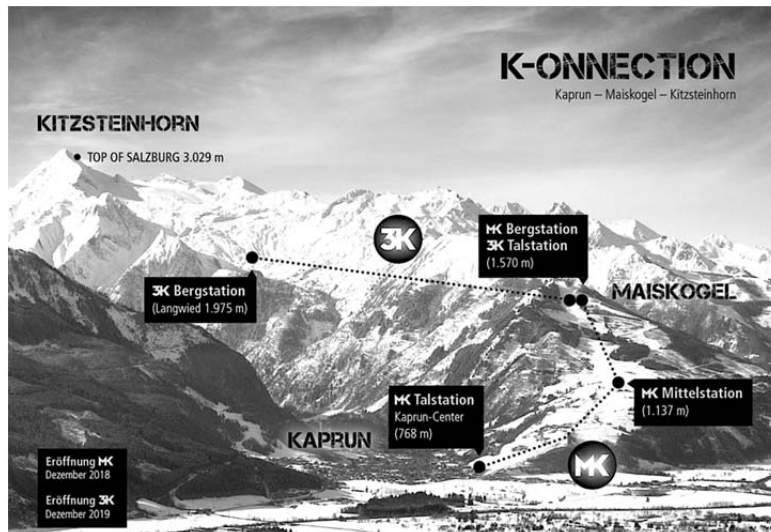 K-ONNECTION
Kaprun – Maiskogel – Kitzsteinhorn
KITZSTEINHORN
TOP OF SALZBURG 3.029 m
3K
MK Bergstation
3K Talstation
(1.570 m)
MAISKOGEL
3K Bergstation
(Langwied 1.975 m)
MK Talstation
Kaprun-Center
(768 m)
MK Mittelstation
(1.137 m)
KAPRUN
MK
Eröffnung MK
Dezember 2018
Eröffnung 3K
Dezember 2019